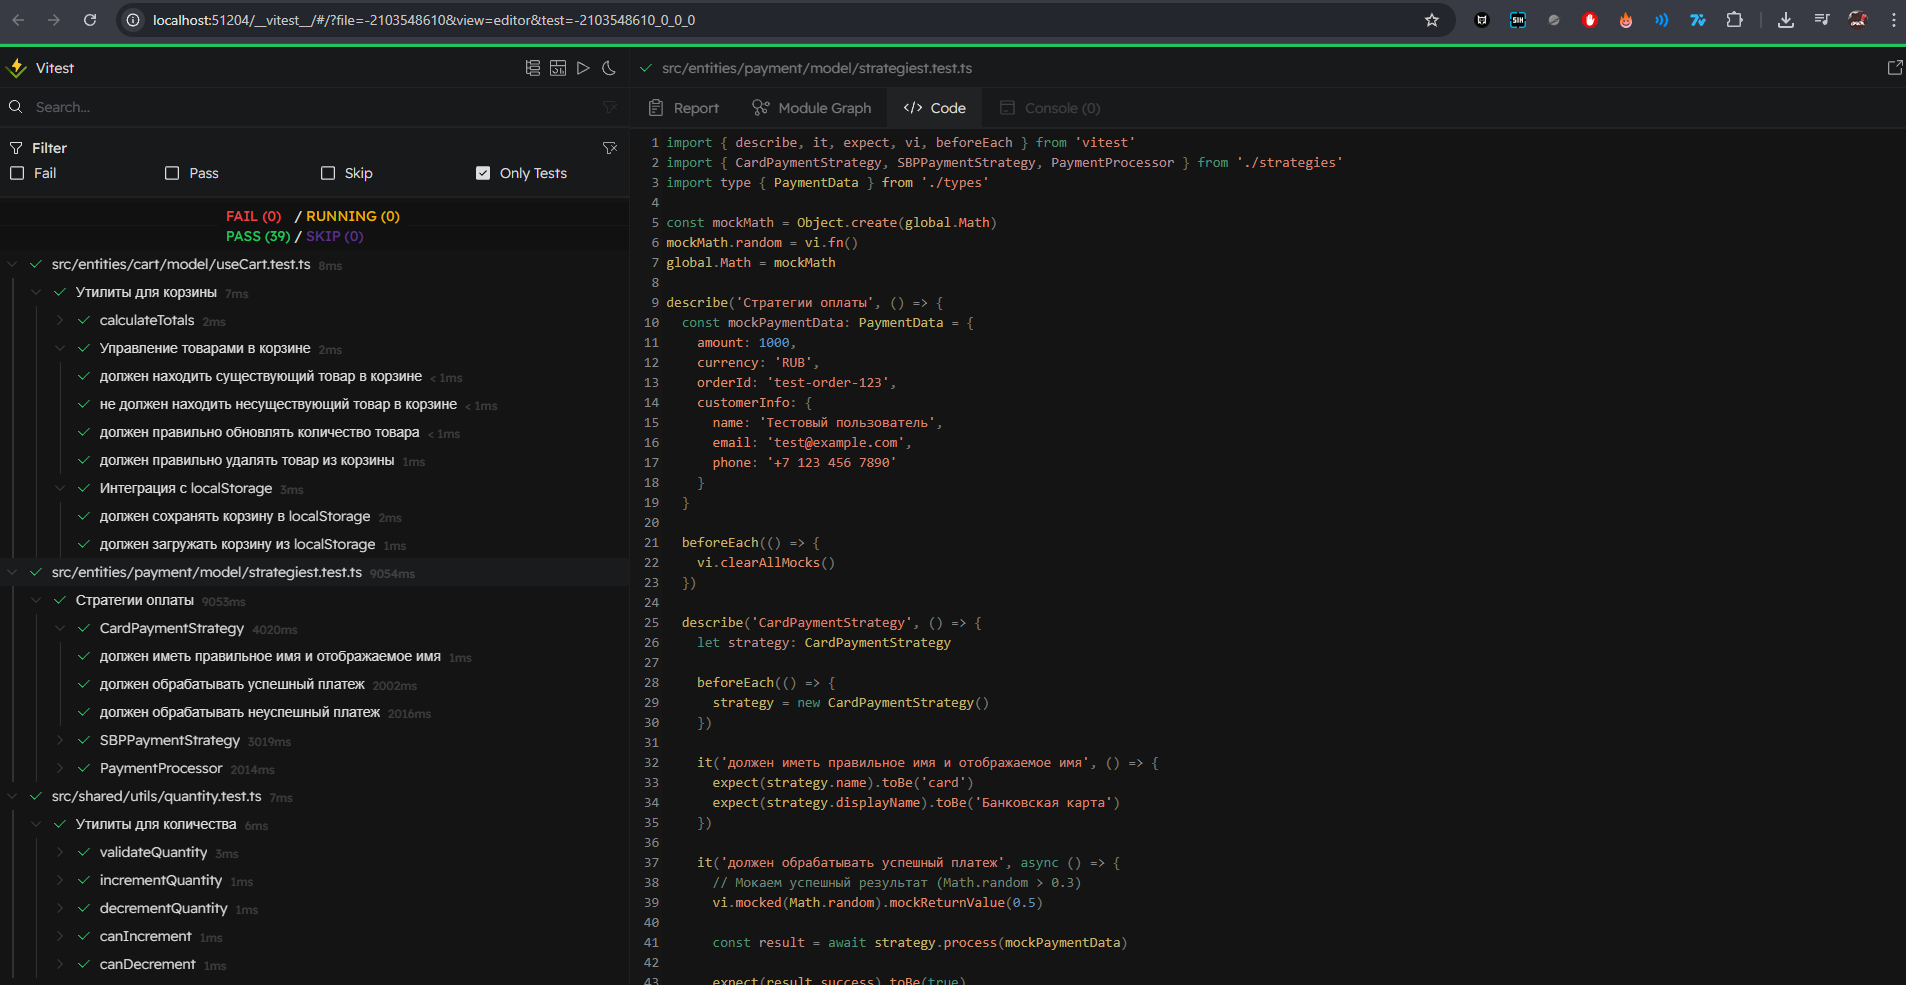 localhost:51204/__vitest__/#/?file=-2103548610&view=editor&test=-2103548610_0_0_0
Vitest
Search...
Filter
Fail
Pass
Skip
Only Tests
FAIL (0) / RUNNING (0)
PASS (39) / SKIP (0)
src/entities/cart/model/useCart.test.ts 8ms
Утилиты для корзины 7ms
calculateTotals 2ms
Управление товарами в корзине 2ms
должен находить существующий товар в корзине < 1ms
не должен находить несуществующий товар в корзине < 1ms
должен правильно обновлять количество товара < 1ms
должен правильно удалять товар из корзины 1ms
Интеграция с localStorage 3ms
должен сохранять корзину в localStorage 2ms
должен загружать корзину из localStorage 1ms
src/entities/payment/model/strategiest.test.ts 9054ms
Стратегии оплаты 9053ms
CardPaymentStrategy 4020ms
должен иметь правильное имя и отображаемое имя 1ms
должен обрабатывать успешный платеж 2002ms
должен обрабатывать неуспешный платеж 2016ms
SBPPaymentStrategy 3019ms
PaymentProcessor 2014ms
src/shared/utils/quantity.test.ts 7ms
Утилиты для количества 6ms
validateQuantity 3ms
incrementQuantity 1ms
decrementQuantity 1ms
canIncrement 1ms
canDecrement 1ms
src/entities/payment/model/strategiest.test.ts
Report
Module Graph
</> Code
Console (0)
1 import { describe, it, expect, vi, beforeEach } from 'vitest'
2 import { CardPaymentStrategy, SBPPaymentStrategy, PaymentProcessor } from './strategies'
3 import type { PaymentData } from './types'
4
5 const mockMath = Object.create(global.Math)
6 mockMath.random = vi.fn()
7 global.Math = mockMath
8
9 describe('Стратегии оплаты', () => {
10 const mockPaymentData: PaymentData = {
11 amount: 1000,
12 currency: 'RUB',
13 orderId: 'test-order-123',
14 customerInfo: {
15 name: 'Тестовый пользователь',
16 email: 'test@example.com',
17 phone: '+7 123 456 7890'
18 }
19 }
20
21 beforeEach(() => {
22 vi.clearAllMocks()
23 })
24
25 describe('CardPaymentStrategy', () => {
26 let strategy: CardPaymentStrategy
27
28 beforeEach(() => {
29 strategy = new CardPaymentStrategy()
30 })
31
32 it('должен иметь правильное имя и отображаемое имя', () => {
33 expect(strategy.name).toBe('card')
34 expect(strategy.displayName).toBe('Банковская карта')
35 })
36
37 it('должен обрабатывать успешный платеж', async () => {
38 // Мокаем успешный результат (Math.random > 0.3)
39 vi.mocked(Math.random).mockReturnValue(0.5)
40
41 const result = await strategy.process(mockPaymentData)
42
43 expect(result.success).toBe(true)